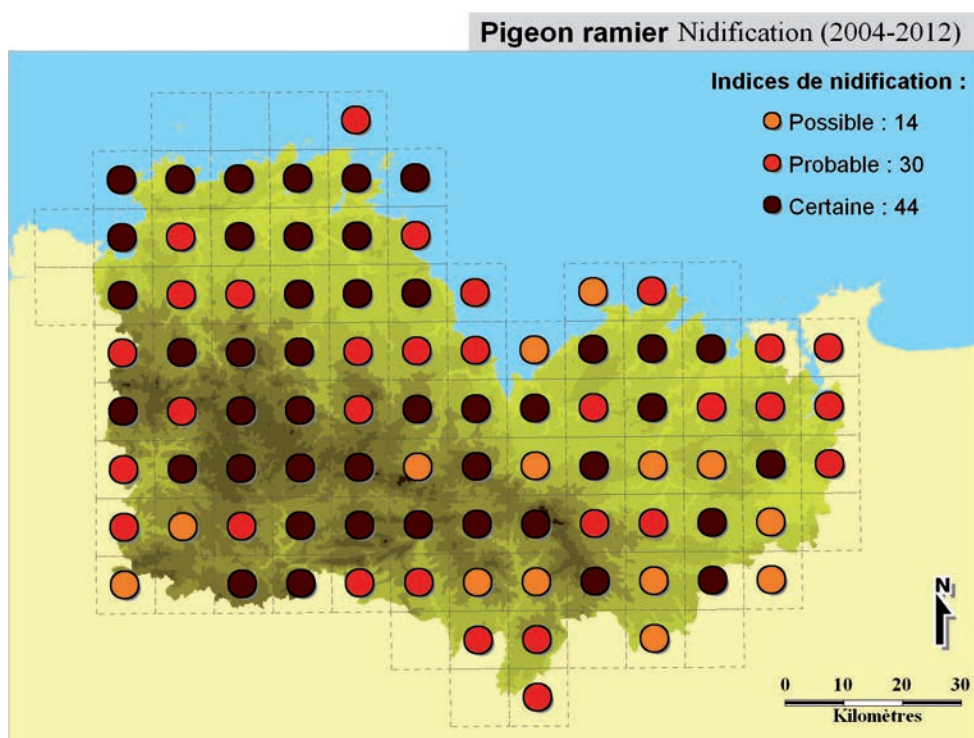 Pigeon ramier Nidification (2004-2012)
Indices de nidification :
Possible : 14
Probable : 30
Certaine : 44
N
0 10 20 30
Kilomètres